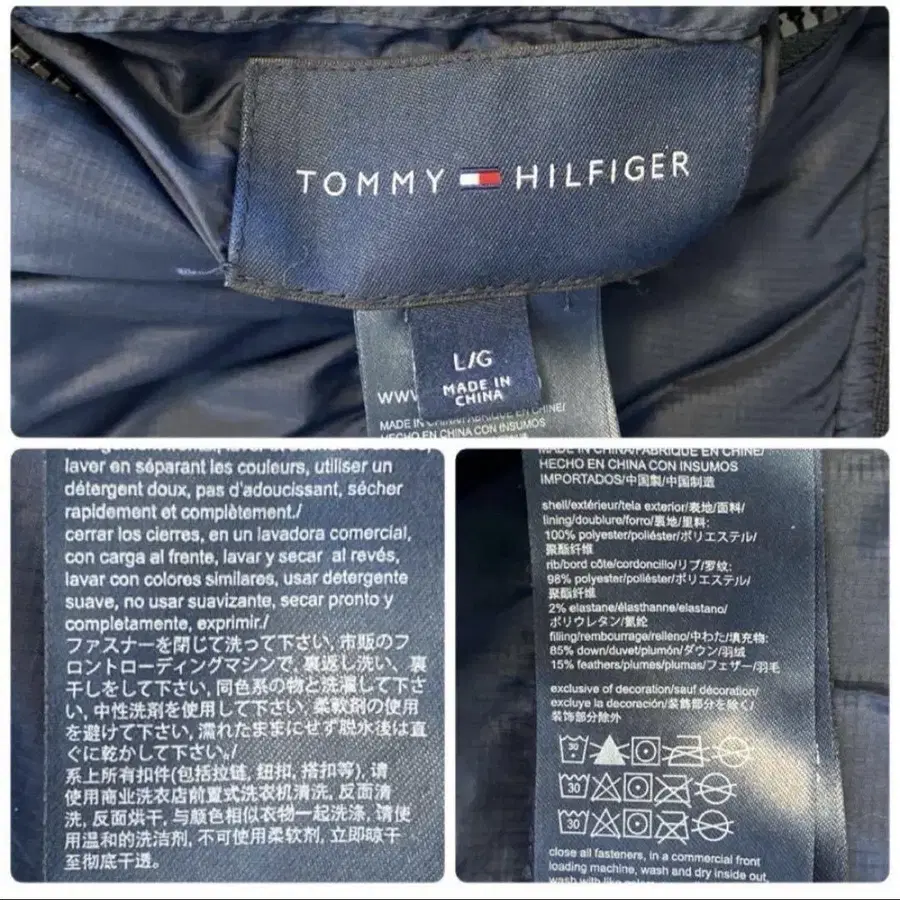 TOMMY HILFIGER
L/G
MADE IN
CHINA
WWW
MADE IN CHINA/FABRIQUÉ EN CHINE/
HECHO EN CHINA CON INSUMOS
laver en séparant les couleurs, utiliser un
détergent doux, pas d'adoucissant, sécher
rapidement et complètement./
cerrar los cierres, en un lavadora comercial,
con carga al frente, lavar y secar al revés,
lavar con colores similares, usar detergente
suave, no usar suavizante, secar pronto y
completamente, exprimir./
ファスナーを閉じて洗って下さい, 市販のフ
ロントローディングマシンで, 裏返し洗い, 裏
干しをして下さい, 同色系の物と洗濯して下さ
い, 中性洗剤を使用して下さい, 柔軟剤の使用
を避けて下さい, 濡れたままにせず脱水後は直
ぐに乾かして下さい。/
系上所有扣件(包括拉链, 纽扣, 搭扣等), 请
使用商业洗衣店前置式洗衣机清洗, 反面清
洗, 反面烘干, 与颜色相似衣物一起洗涤, 请使
用温和的洗洁剂, 不可使用柔软剂, 立即晾干
至彻底干透。
MADE IN CHINA/FABRIQUÉ EN CHINE/
HECHO EN CHINA CON INSUMOS
IMPORTADOS/中国製/中国制造
shell/extérieur/tela exterior/表地/面料/
lining/doublure/forro/裏地/里料:
100% polyester/poliéster/ポリエステル/
聚酯纤维
rib/bord côte/cordoncillo/リブ/罗纹:
98% polyester/poliéster/ポリエステル/
聚酯纤维
2% elastane/élasthanne/elastano/
ポリウレタン/氨纶
filling/rembourrage/relleno/中わた/填充物:
85% down/duvet/plumón/ダウン/羽绒
15% feathers/plumes/plumas/フェザー/羽毛
exclusive of decoration/sauf décoration/
excluye la decoración/装飾部分を除く/
装饰部分除外
30
30
30
close all fasteners, in a commercial front
loading machine, wash and dry inside out
wash with like colors